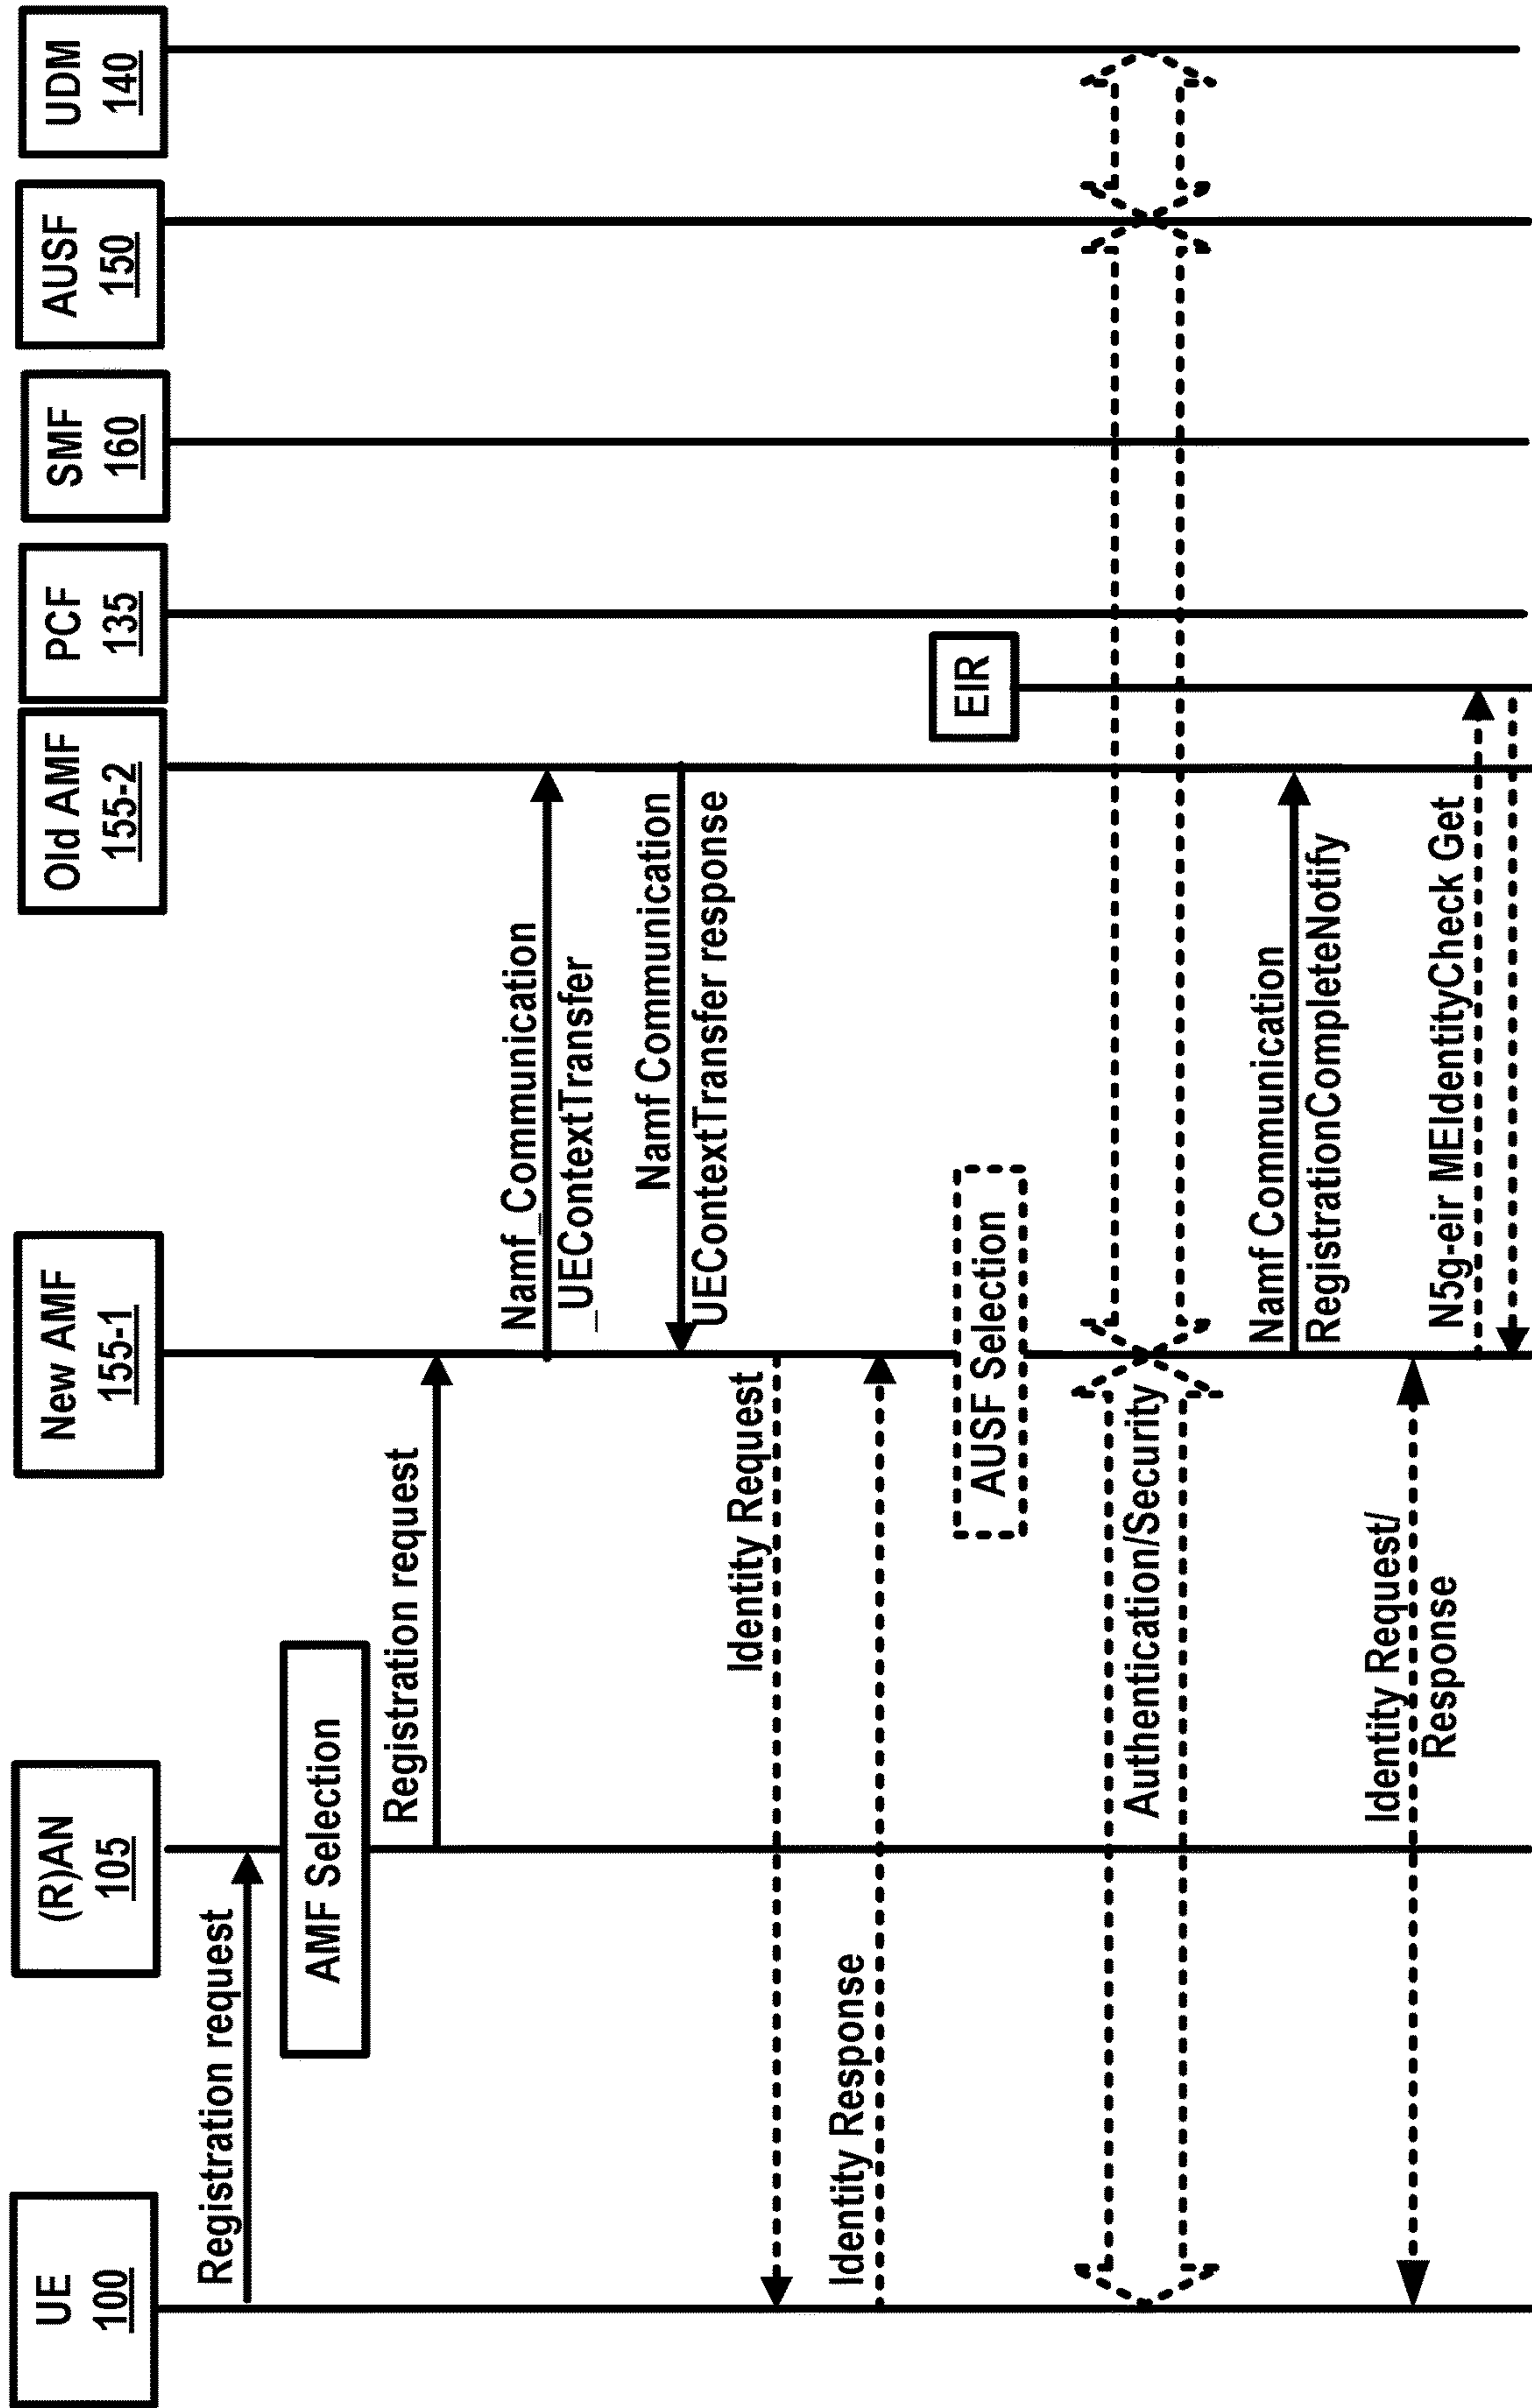 UE
100
(R)AN
105
New AMF
155-1
Old AMF
155-2
PCF
135
SMF
160
AUSF
150
UDM
140
Registration request
AMF Selection
Registration request
Namf_Communication
_UEContextTransfer
Namf Communication
UEContextTransfer response
Identity Request
Identity Response
EIR
AUSF Selection
Authentication/Security
Namf Communication
RegistrationCompleteNotify
Identity Request/
Response
N5g-eir MEIdentityCheck Get